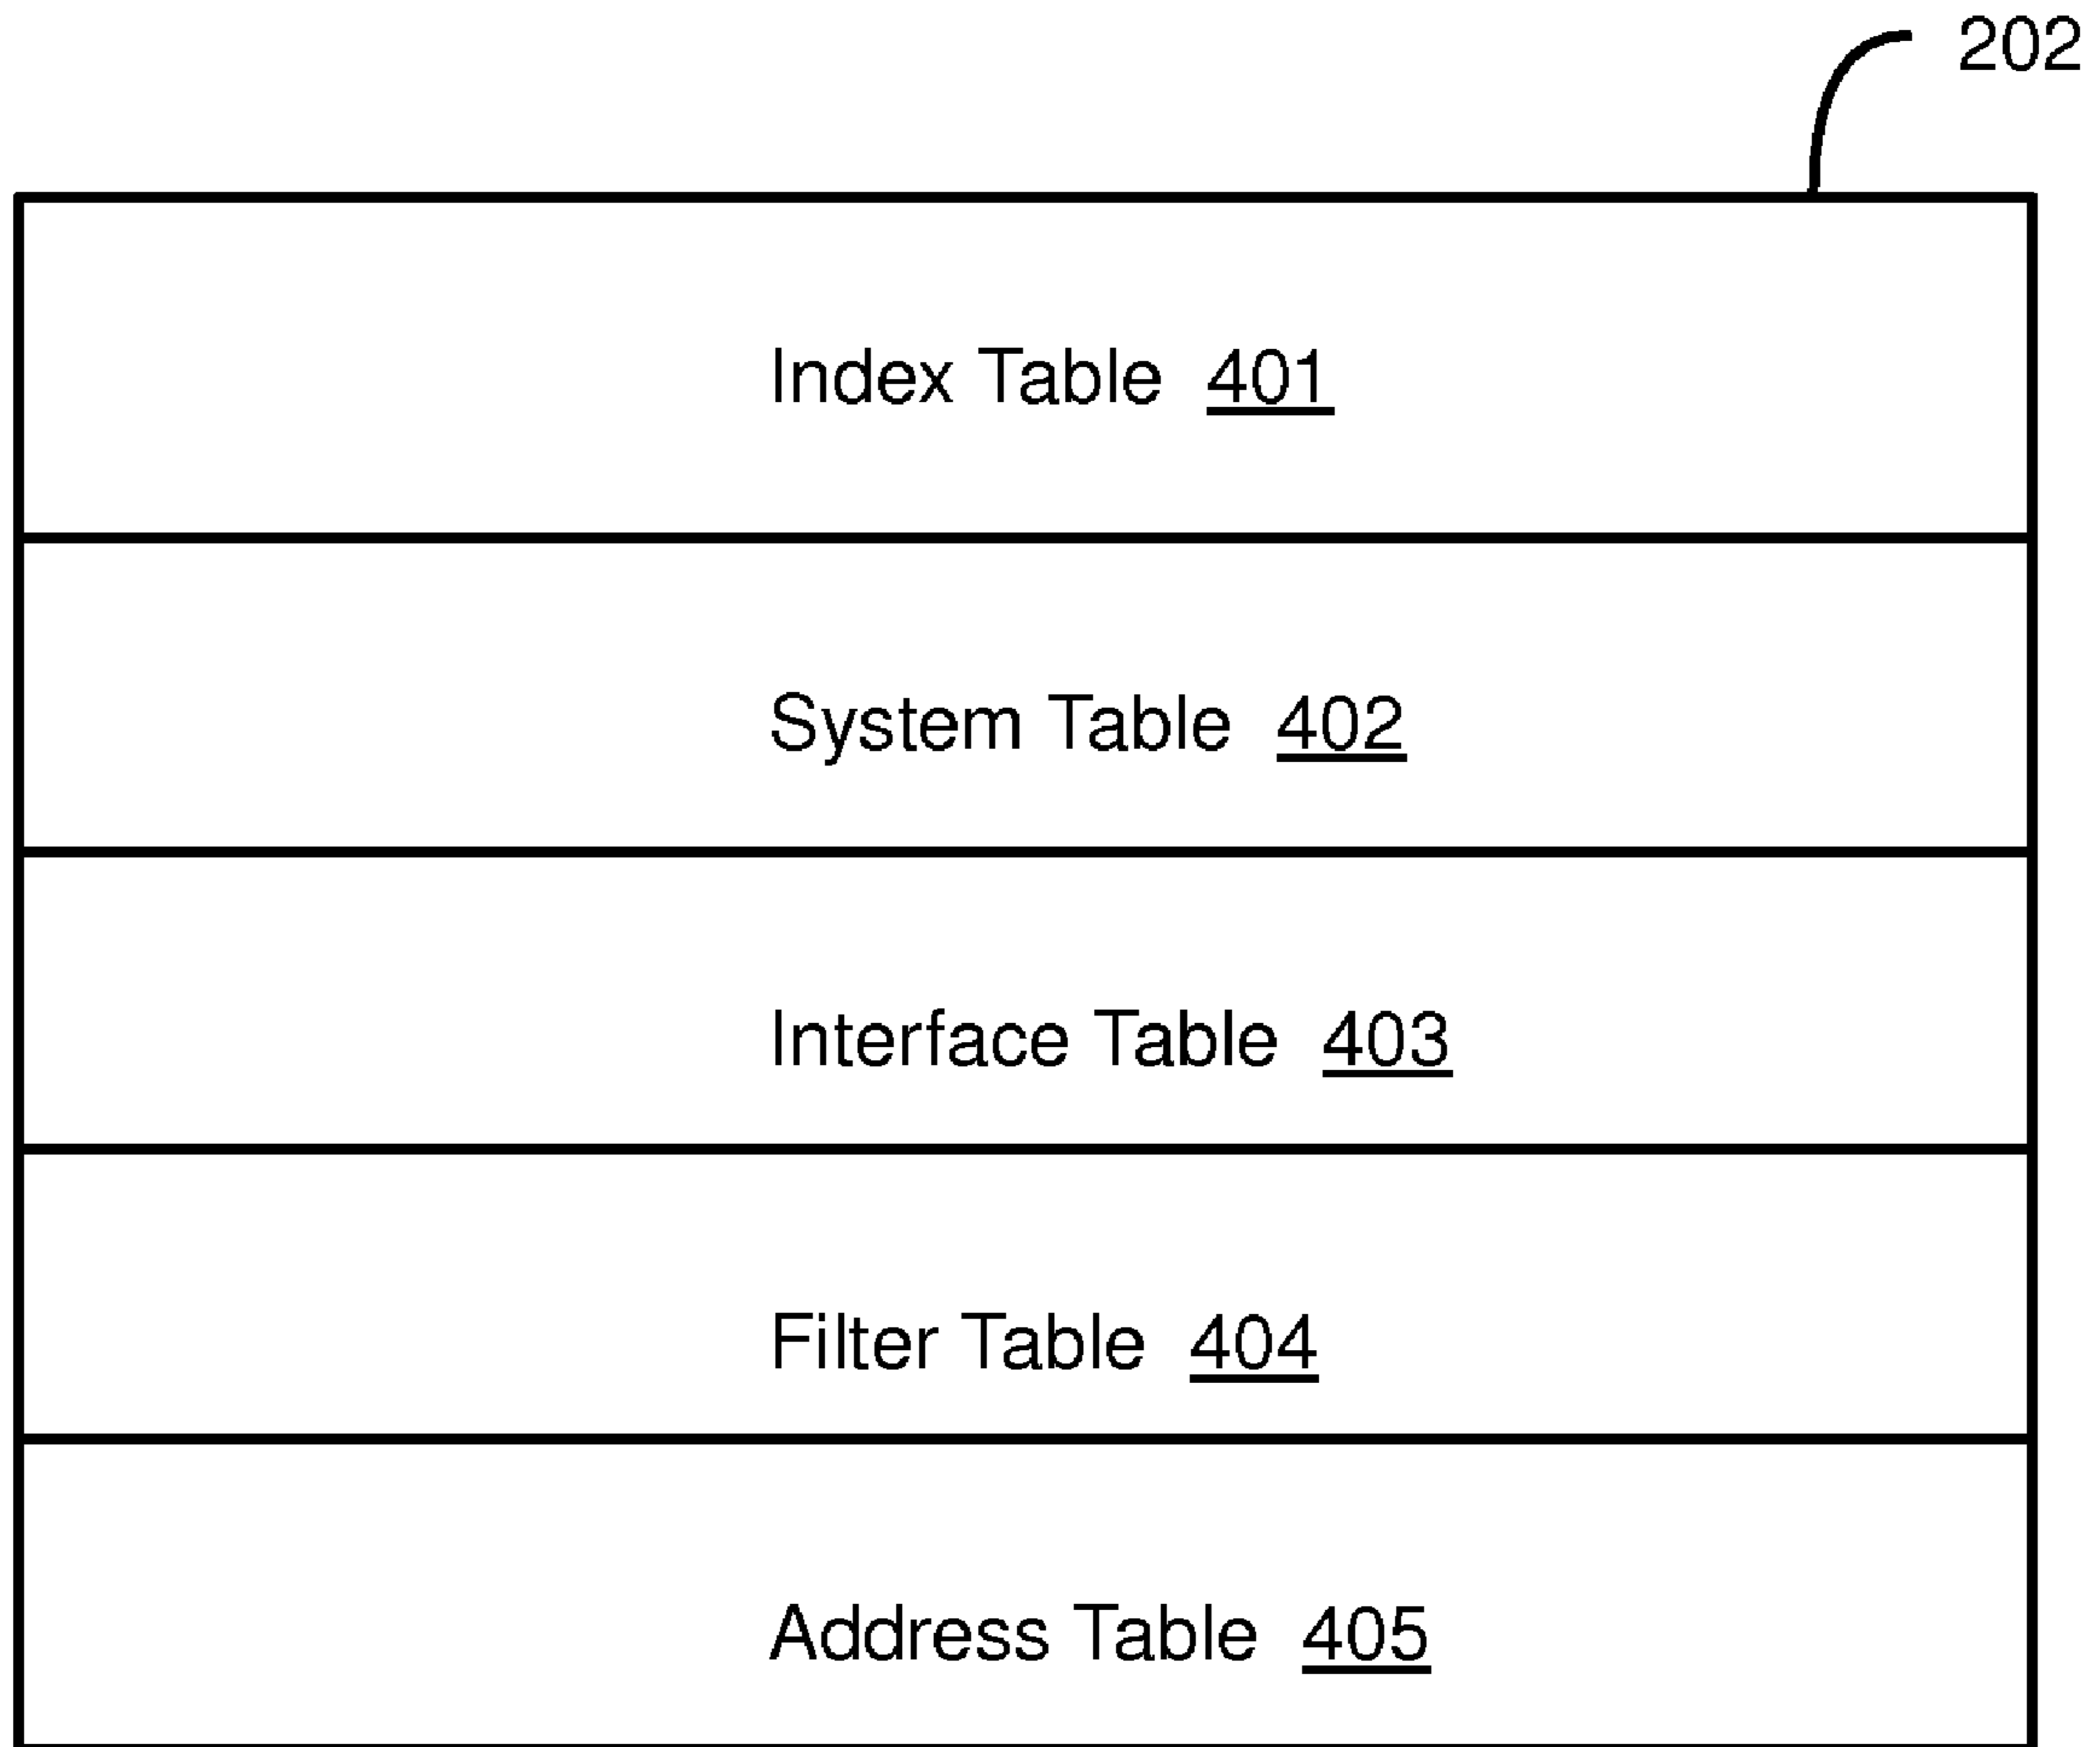 202
Index Table 401
System Table 402
Interface Table 403
Filter Table 404
Address Table 405